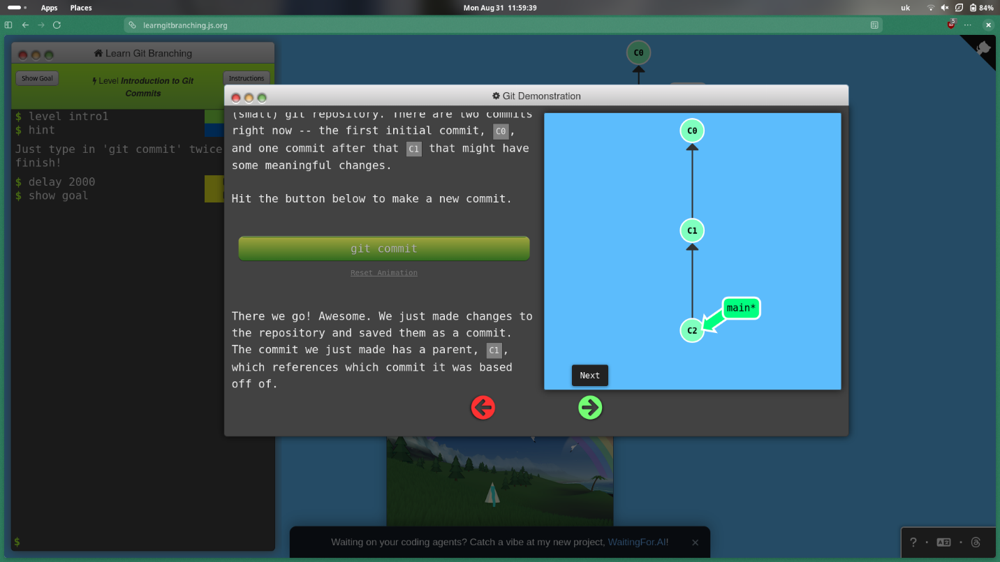 Apps Places Mon Aug 31 11:59:39 uk 84%
learngitbranching.js.org 5
Learn Git Branching
Show Goal
Level Introduction to Git
Commits
Instructions
$ level intro1
$ hint
Just type in 'git commit' twice
finish!
$ delay 2000
$ show goal
$
C0
Git Demonstration
(small) git repository. There are two commits
right now -- the first initial commit, C0,
and one commit after that C1 that might have
some meaningful changes.
Hit the button below to make a new commit.
git commit
Reset Animation
There we go! Awesome. We just made changes to
the repository and saved them as a commit.
The commit we just made has a parent, C1,
which references which commit it was based
off of.
C0
C1
main*
C2
Next
Waiting on your coding agents? Catch a vibe at my new project, WaitingFor.AI!
?